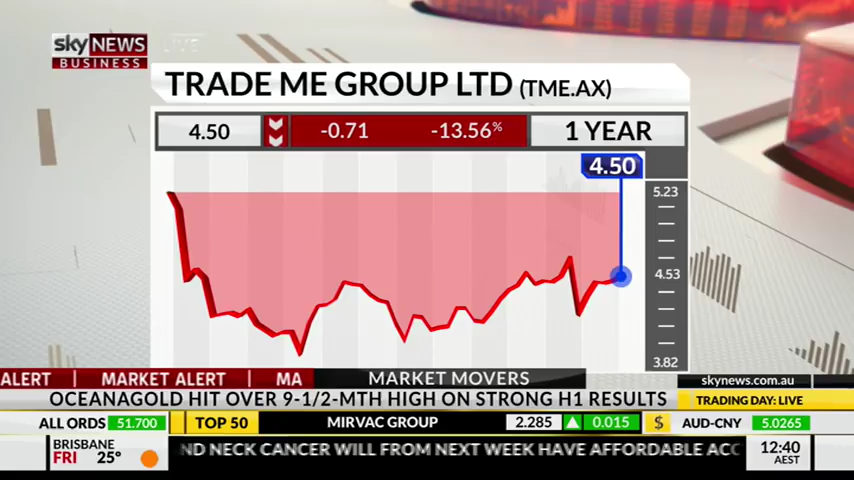 sky NEWS LIVE
BUSINESS
TRADE ME GROUP LTD (TME.AX)
4.50 -0.71 -13.56% 1 YEAR
4.50
5.23
4.53
3.82
ALERT MARKET ALERT MA MARKET MOVERS skynews.com.au
OCEANAGOLD HIT OVER 9-1/2-MTH HIGH ON STRONG H1 RESULTS TRADING DAY: LIVE
ALL ORDS 51.700 TOP 50 MIRVAC GROUP 2.285 0.015 $ AUD-CNY 5.0265
BRISBANE
FRI 25°
ND NECK CANCER WILL FROM NEXT WEEK HAVE AFFORDABLE ACC
12:40
AEST